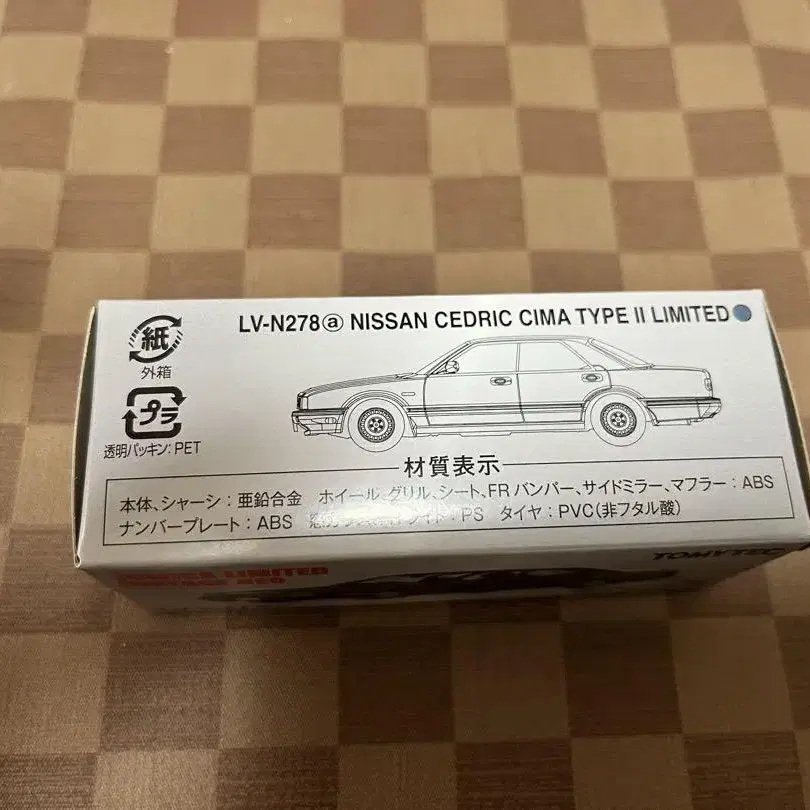 LV-N278ⓐ NISSAN CEDRIC CIMA TYPE II LIMITED
紙
外箱
プラ
透明パッキン:PET
材質表示
本体、シャーシ:亜鉛合金 ホイール、グリル、シート、FRバンパー、サイドミラー、マフラー:ABS
ナンバープレート:ABS ライト:PS タイヤ:PVC(非フタル酸)
LIMITED
NEO
TOMYTEC